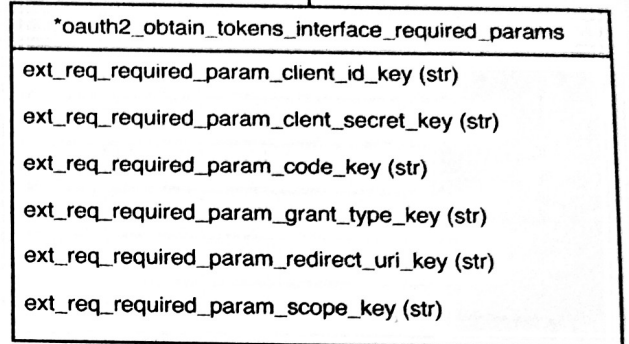 *oauth2_obtain_tokens_interface_required_params
ext_req_required_param_client_id_key (str)
ext_req_required_param_clent_secret_key (str)
ext_req_required_param_code_key (str)
ext_req_required_param_grant_type_key (str)
ext_req_required_param_redirect_uri_key (str)
ext_req_required_param_scope_key (str)